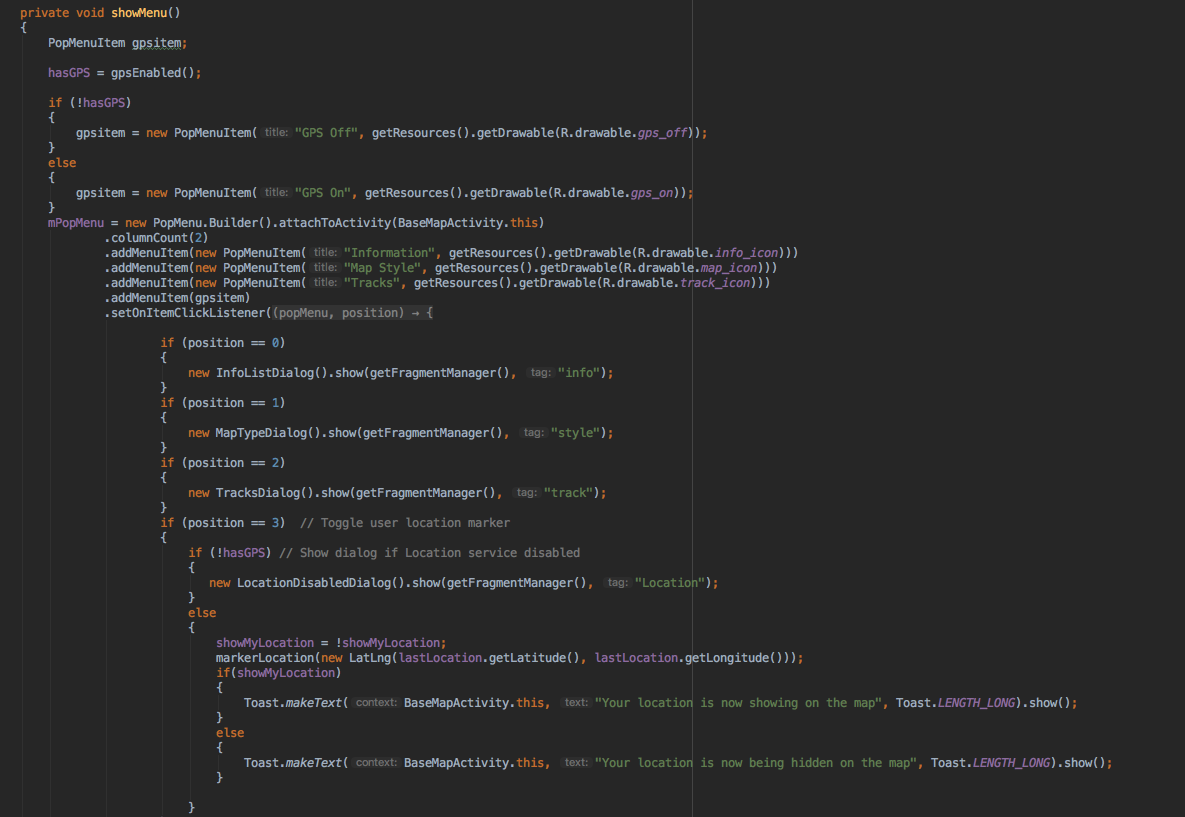 private void showMenu()
{
    PopMenuItem gpsitem;

    hasGPS = gpsEnabled();

    if (!hasGPS)
    {
        gpsitem = new PopMenuItem( title: "GPS Off", getResources().getDrawable(R.drawable.gps_off));
    }
    else
    {
        gpsitem = new PopMenuItem( title: "GPS On", getResources().getDrawable(R.drawable.gps_on));
    }
    mPopMenu = new PopMenu.Builder().attachToActivity(BaseMapActivity.this)
            .columnCount(2)
            .addMenuItem(new PopMenuItem( title: "Information", getResources().getDrawable(R.drawable.info_icon)))
            .addMenuItem(new PopMenuItem( title: "Map Style", getResources().getDrawable(R.drawable.map_icon)))
            .addMenuItem(new PopMenuItem( title: "Tracks", getResources().getDrawable(R.drawable.track_icon)))
            .addMenuItem(gpsitem)
            .setOnItemClickListener((popMenu, position) → {

                    if (position == 0)
                    {
                        new InfoListDialog().show(getFragmentManager(), tag: "info");
                    }
                    if (position == 1)
                    {
                        new MapTypeDialog().show(getFragmentManager(), tag: "style");
                    }
                    if (position == 2)
                    {
                        new TracksDialog().show(getFragmentManager(), tag: "track");
                    }
                    if (position == 3)  // Toggle user location marker
                    {
                        if (!hasGPS) // Show dialog if Location service disabled
                        {
                           new LocationDisabledDialog().show(getFragmentManager(), tag: "Location");
                        }
                        else
                        {
                            showMyLocation = !showMyLocation;
                            markerLocation(new LatLng(lastLocation.getLatitude(), lastLocation.getLongitude()));
                            if(showMyLocation)
                            {
                                Toast.makeText( context: BaseMapActivity.this, text: "Your location is now showing on the map", Toast.LENGTH_LONG).show();
                            }
                            else
                            {
                                Toast.makeText( context: BaseMapActivity.this, text: "Your location is now being hidden on the map", Toast.LENGTH_LONG).show();
                            }

                        }